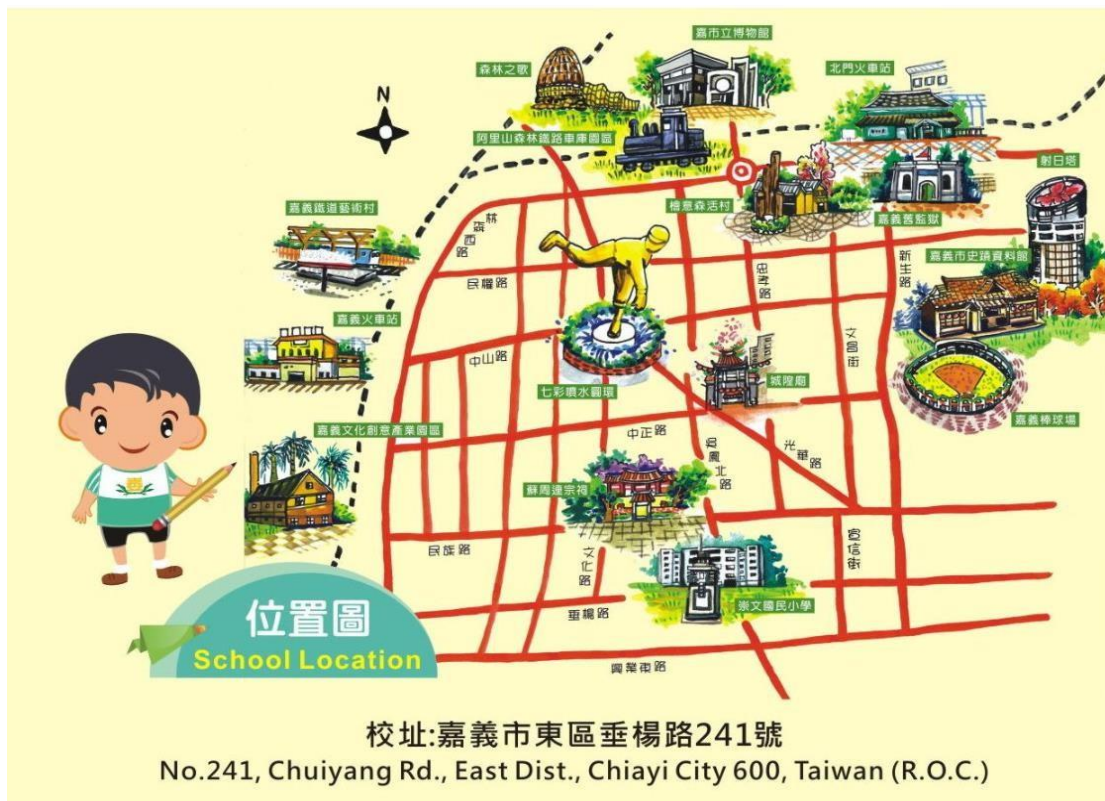 嘉市立博物館
森林之歌
北門火車站
N
阿里山森林鐵路車庫園區
射日塔
檜意森活村
嘉義舊監獄
嘉義鐵道藝術村
林森西路
忠孝路
新生路
嘉義市史蹟資料館
民權路
嘉義火車站
中山路
文昌街
七彩噴水圓環
城隍廟
嘉義棒球場
嘉義文化創意產業園區
中正路
吳鳳北路
光華路
蘇周連宗祠
民族路
文化路
宣信街
垂楊路
崇文國民小學
興業東路
位置圖
School Location
校址:嘉義市東區垂楊路241號
No.241, Chuiyang Rd., East Dist., Chiayi City 600, Taiwan (R.O.C.)